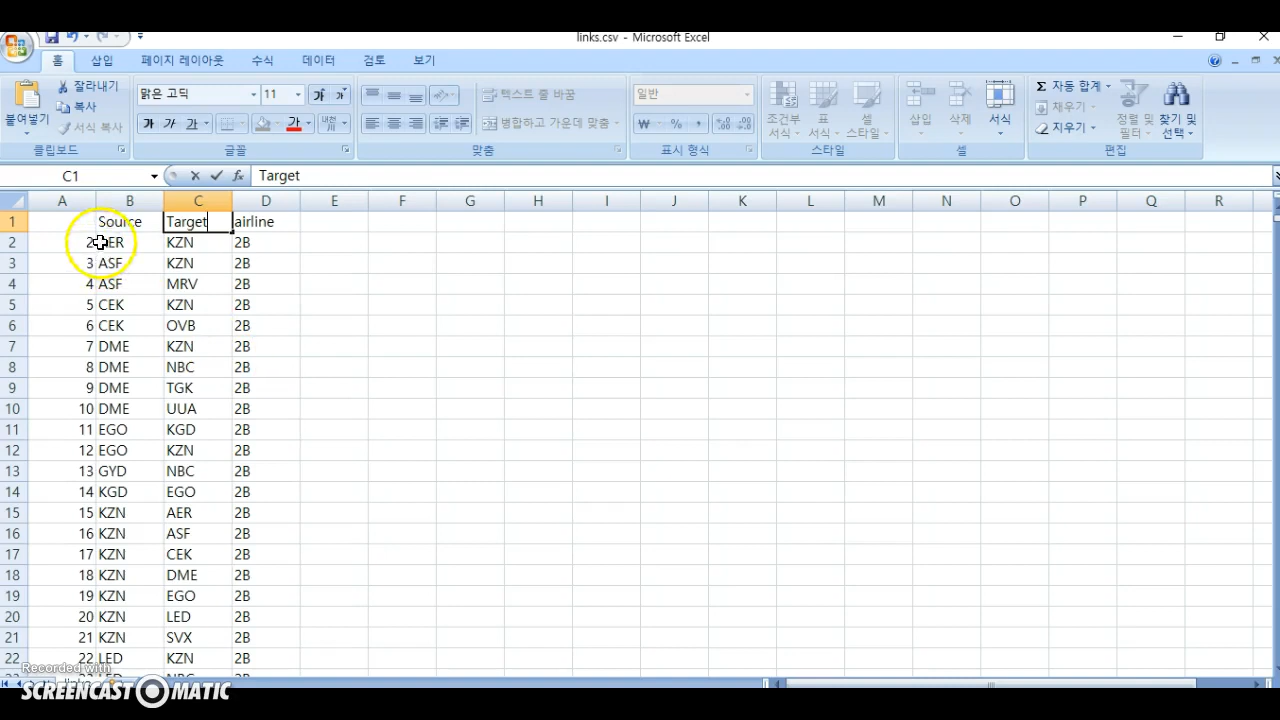 links.csv - Microsoft Excel
홈 삽입 페이지 레이아웃 수식 데이터 검토 보기
붙여넣기 잘라내기 복사 서식 복사 클립보드
맑은 고딕 11 가 가 가 가 가 가 내천 글꼴
텍스트 줄 바꿈 병합하고 가운데 맞춤 맞춤
일반 ₩ % , 표시 형식
조건부 서식 표 서식 셀 스타일 스타일
삽입 삭제 서식 셀
Σ 자동 합계 채우기 지우기 정렬 및 필터 찾기 및 선택 편집
C1 fx Target
A B C D E F G H I J K L M N O P Q R
1 Source Target airline
2 2 AER KZN 2B
3 3 ASF KZN 2B
4 4 ASF MRV 2B
5 5 CEK KZN 2B
6 6 CEK OVB 2B
7 7 DME KZN 2B
8 8 DME NBC 2B
9 9 DME TGK 2B
10 10 DME UUA 2B
11 11 EGO KGD 2B
12 12 EGO KZN 2B
13 13 GYD NBC 2B
14 14 KGD EGO 2B
15 15 KZN AER 2B
16 16 KZN ASF 2B
17 17 KZN CEK 2B
18 18 KZN DME 2B
19 19 KZN EGO 2B
20 20 KZN LED 2B
21 21 KZN SVX 2B
22 22 LED KZN 2B
Recorded with
SCREENCAST MATIC